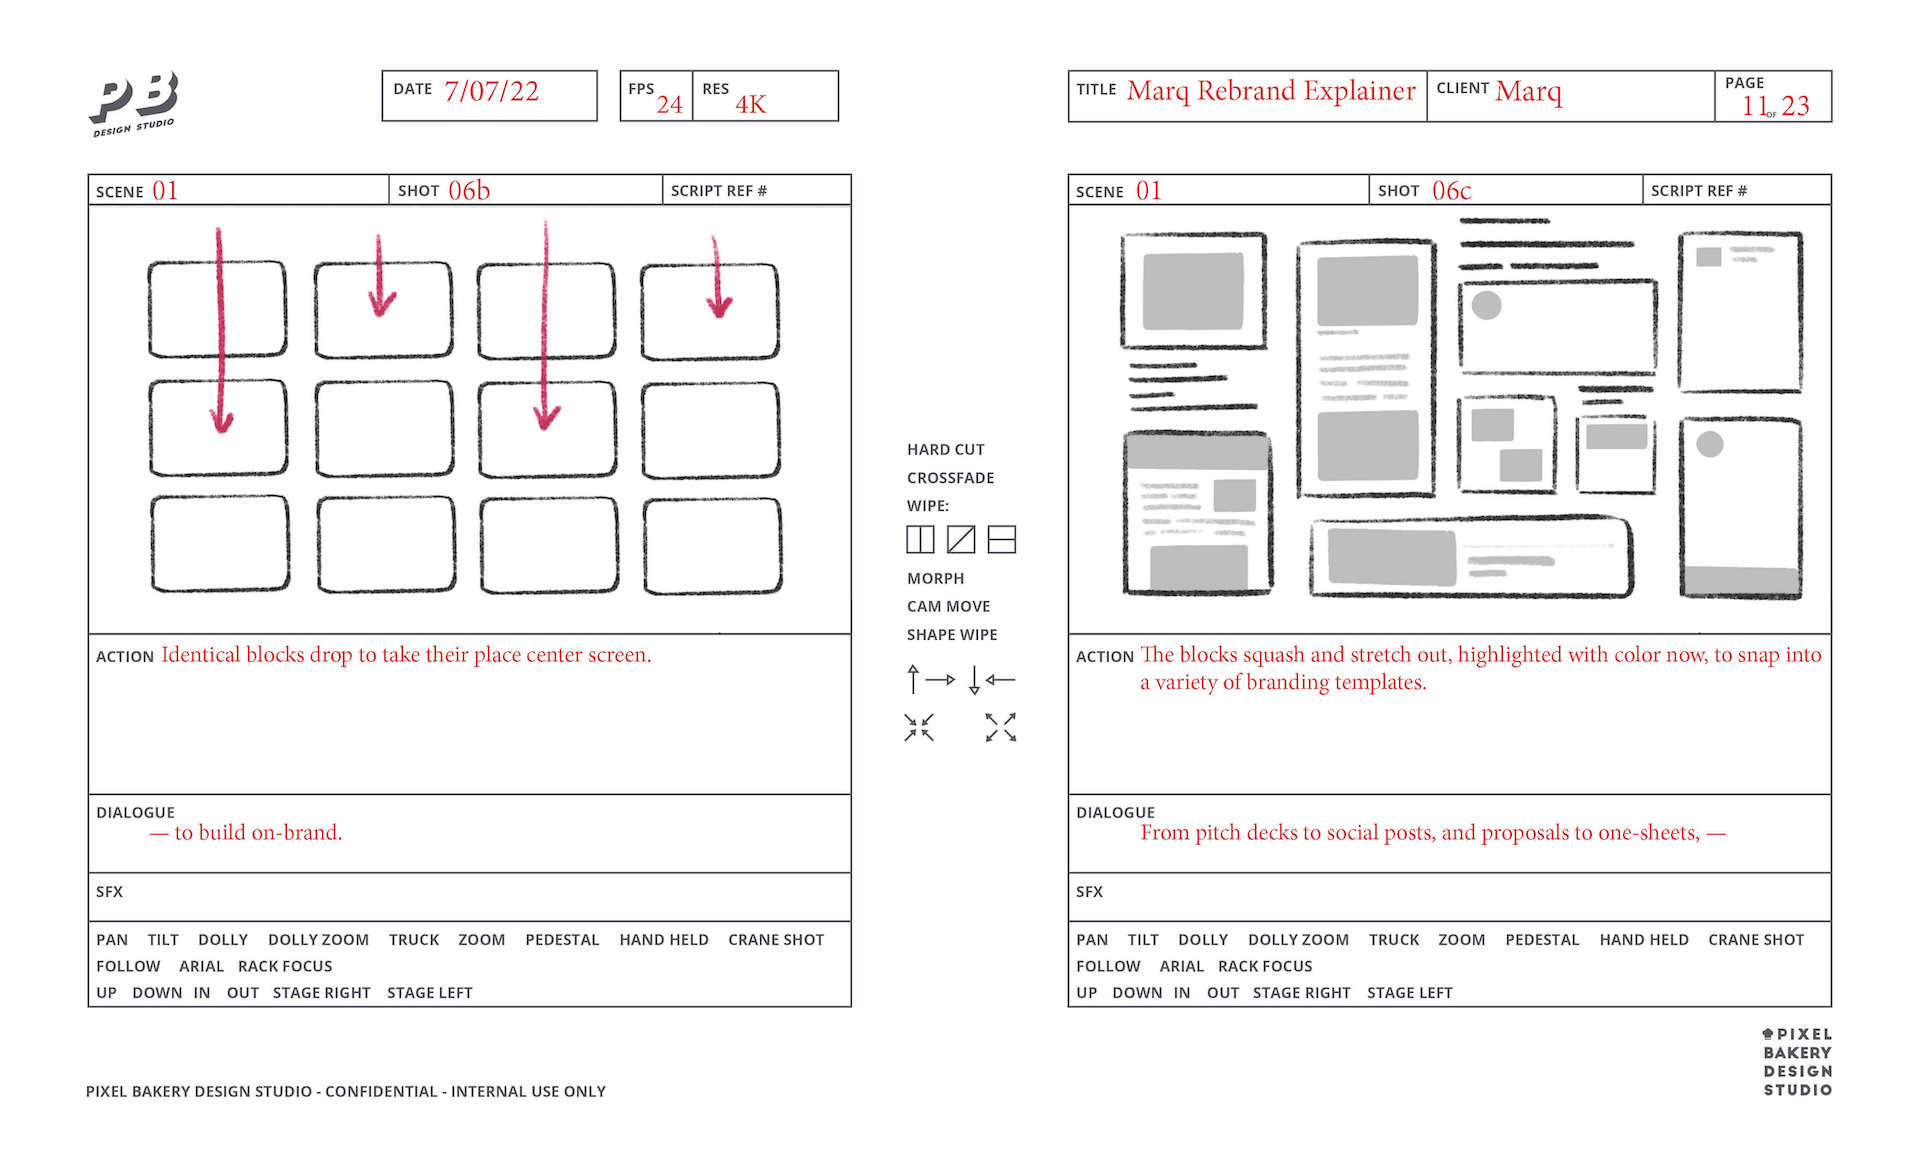 PB
DESIGN STUDIO
DATE 7/07/22
FPS 24
RES 4K
TITLE Marq Rebrand Explainer
CLIENT Marq
PAGE
11 OF 23
SCENE 01
SHOT 06b
SCRIPT REF #
ACTION Identical blocks drop to take their place center screen.
DIALOGUE
— to build on-brand.
SFX
PAN TILT DOLLY DOLLY ZOOM TRUCK ZOOM PEDESTAL HAND HELD CRANE SHOT
FOLLOW ARIAL RACK FOCUS
UP DOWN IN OUT STAGE RIGHT STAGE LEFT
HARD CUT
CROSSFADE
WIPE:
MORPH
CAM MOVE
SHAPE WIPE
SCENE 01
SHOT 06c
SCRIPT REF #
ACTION The blocks squash and stretch out, highlighted with color now, to snap into
a variety of branding templates.
DIALOGUE
From pitch decks to social posts, and proposals to one-sheets, —
SFX
PAN TILT DOLLY DOLLY ZOOM TRUCK ZOOM PEDESTAL HAND HELD CRANE SHOT
FOLLOW ARIAL RACK FOCUS
UP DOWN IN OUT STAGE RIGHT STAGE LEFT
PIXEL BAKERY DESIGN STUDIO - CONFIDENTIAL - INTERNAL USE ONLY
PIXEL
BAKERY
DESIGN
STUDIO